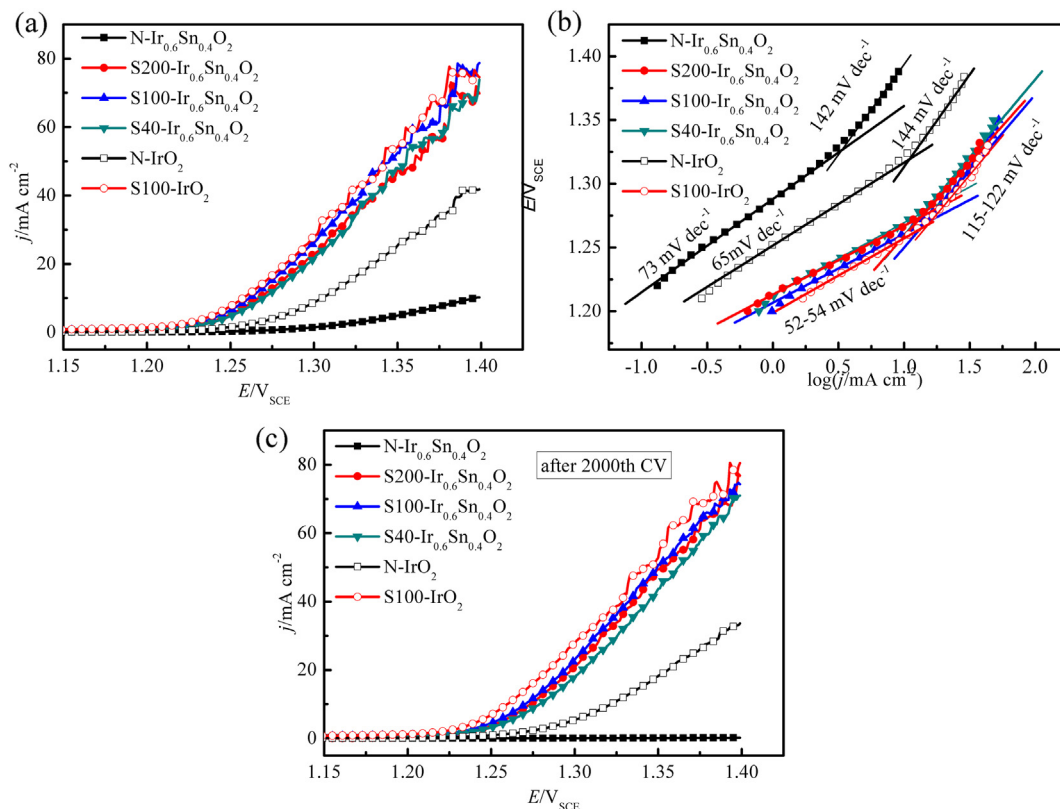 (a)
N-Ir0.6Sn0.4O2
S200-Ir0.6Sn0.4O2
S100-Ir0.6Sn0.4O2
S40-Ir0.6Sn0.4O2
N-IrO2
S100-IrO2
80
60
40
20
0
j/mA cm-2
1.15
1.20
1.25
1.30
1.35
1.40
E/VSCE
(b)
N-Ir0.6Sn0.4O2
S200-Ir0.6Sn0.4O2
S100-Ir0.6Sn0.4O2
S40-Ir0.6Sn0.4O2
N-IrO2
S100-IrO2
1.40
1.35
1.30
1.25
1.20
E/VSCE
142 mV dec-1
144 mV dec-1
73 mV dec-1
65mV dec-1
52-54 mV dec-1
115-122 mV dec-1
-1.0
-0.5
0.0
0.5
1.0
1.5
2.0
log(j/mA cm-2)
(c)
N-Ir0.6Sn0.4O2
S200-Ir0.6Sn0.4O2
S100-Ir0.6Sn0.4O2
S40-Ir0.6Sn0.4O2
N-IrO2
S100-IrO2
after 2000th CV
80
60
40
20
0
j/mA cm-2
1.15
1.20
1.25
1.30
1.35
1.40
E/VSCE